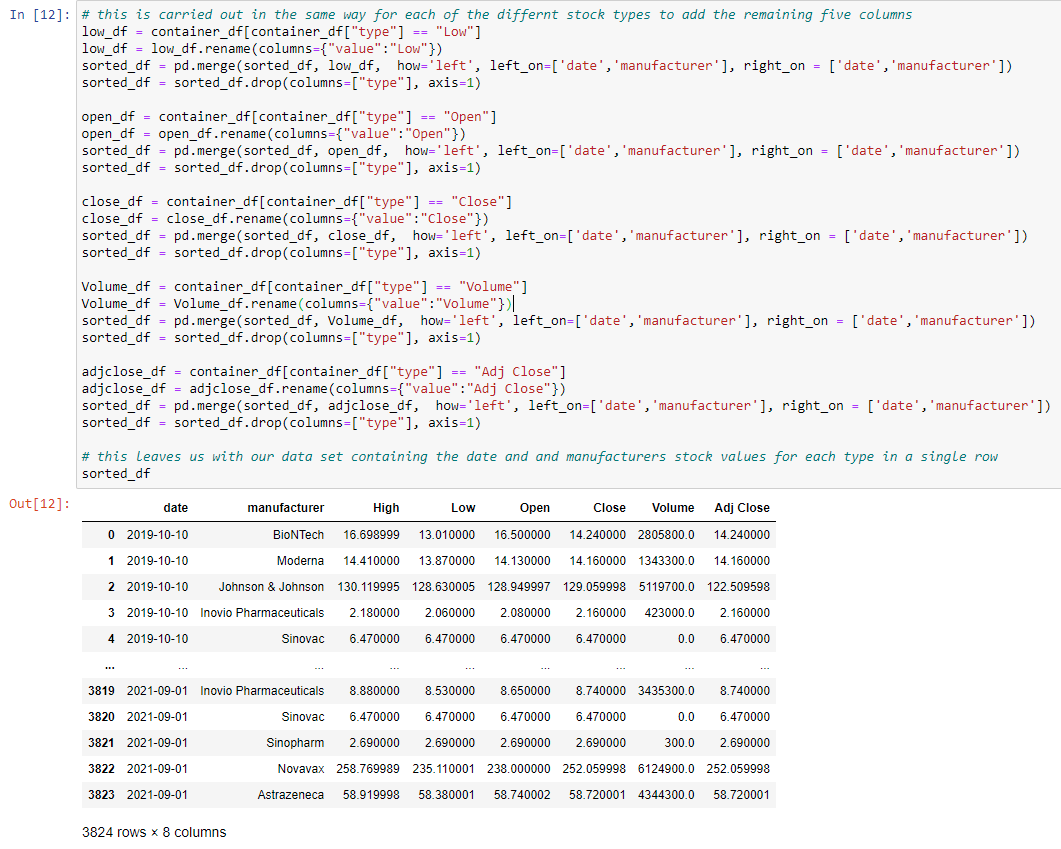 In [12]: # this is carried out in the same way for each of the differnt stock types to add the remaining five columns
low_df = container_df[container_df["type"] == "Low"]
low_df = low_df.rename(columns={"value":"Low"})
sorted_df = pd.merge(sorted_df, low_df,  how='left', left_on=['date','manufacturer'], right_on = ['date','manufacturer'])
sorted_df = sorted_df.drop(columns=["type"], axis=1)

open_df = container_df[container_df["type"] == "Open"]
open_df = open_df.rename(columns={"value":"Open"})
sorted_df = pd.merge(sorted_df, open_df,  how='left', left_on=['date','manufacturer'], right_on = ['date','manufacturer'])
sorted_df = sorted_df.drop(columns=["type"], axis=1)

close_df = container_df[container_df["type"] == "Close"]
close_df = close_df.rename(columns={"value":"Close"})
sorted_df = pd.merge(sorted_df, close_df,  how='left', left_on=['date','manufacturer'], right_on = ['date','manufacturer'])
sorted_df = sorted_df.drop(columns=["type"], axis=1)

Volume_df = container_df[container_df["type"] == "Volume"]
Volume_df = Volume_df.rename(columns={"value":"Volume"})
sorted_df = pd.merge(sorted_df, Volume_df,  how='left', left_on=['date','manufacturer'], right_on = ['date','manufacturer'])
sorted_df = sorted_df.drop(columns=["type"], axis=1)

adjclose_df = container_df[container_df["type"] == "Adj Close"]
adjclose_df = adjclose_df.rename(columns={"value":"Adj Close"})
sorted_df = pd.merge(sorted_df, adjclose_df,  how='left', left_on=['date','manufacturer'], right_on = ['date','manufacturer'])
sorted_df = sorted_df.drop(columns=["type"], axis=1)

# this leaves us with our data set containing the date and and manufacturers stock values for each type in a single row
sorted_df
Out[12]:
date manufacturer High Low Open Close Volume Adj Close
0 2019-10-10 BioNTech 16.698999 13.010000 16.500000 14.240000 2805800.0 14.240000
1 2019-10-10 Moderna 14.410000 13.870000 14.130000 14.160000 1343300.0 14.160000
2 2019-10-10 Johnson & Johnson 130.119995 128.630005 128.949997 129.059998 5119700.0 122.509598
3 2019-10-10 Inovio Pharmaceuticals 2.180000 2.060000 2.080000 2.160000 423000.0 2.160000
4 2019-10-10 Sinovac 6.470000 6.470000 6.470000 6.470000 0.0 6.470000
... ... ... ... ... ... ... ... ...
3819 2021-09-01 Inovio Pharmaceuticals 8.880000 8.530000 8.650000 8.740000 3435300.0 8.740000
3820 2021-09-01 Sinovac 6.470000 6.470000 6.470000 6.470000 0.0 6.470000
3821 2021-09-01 Sinopharm 2.690000 2.690000 2.690000 2.690000 300.0 2.690000
3822 2021-09-01 Novavax 258.769989 235.110001 238.000000 252.059998 6124900.0 252.059998
3823 2021-09-01 Astrazeneca 58.919998 58.380001 58.740002 58.720001 4344300.0 58.720001
3824 rows × 8 columns